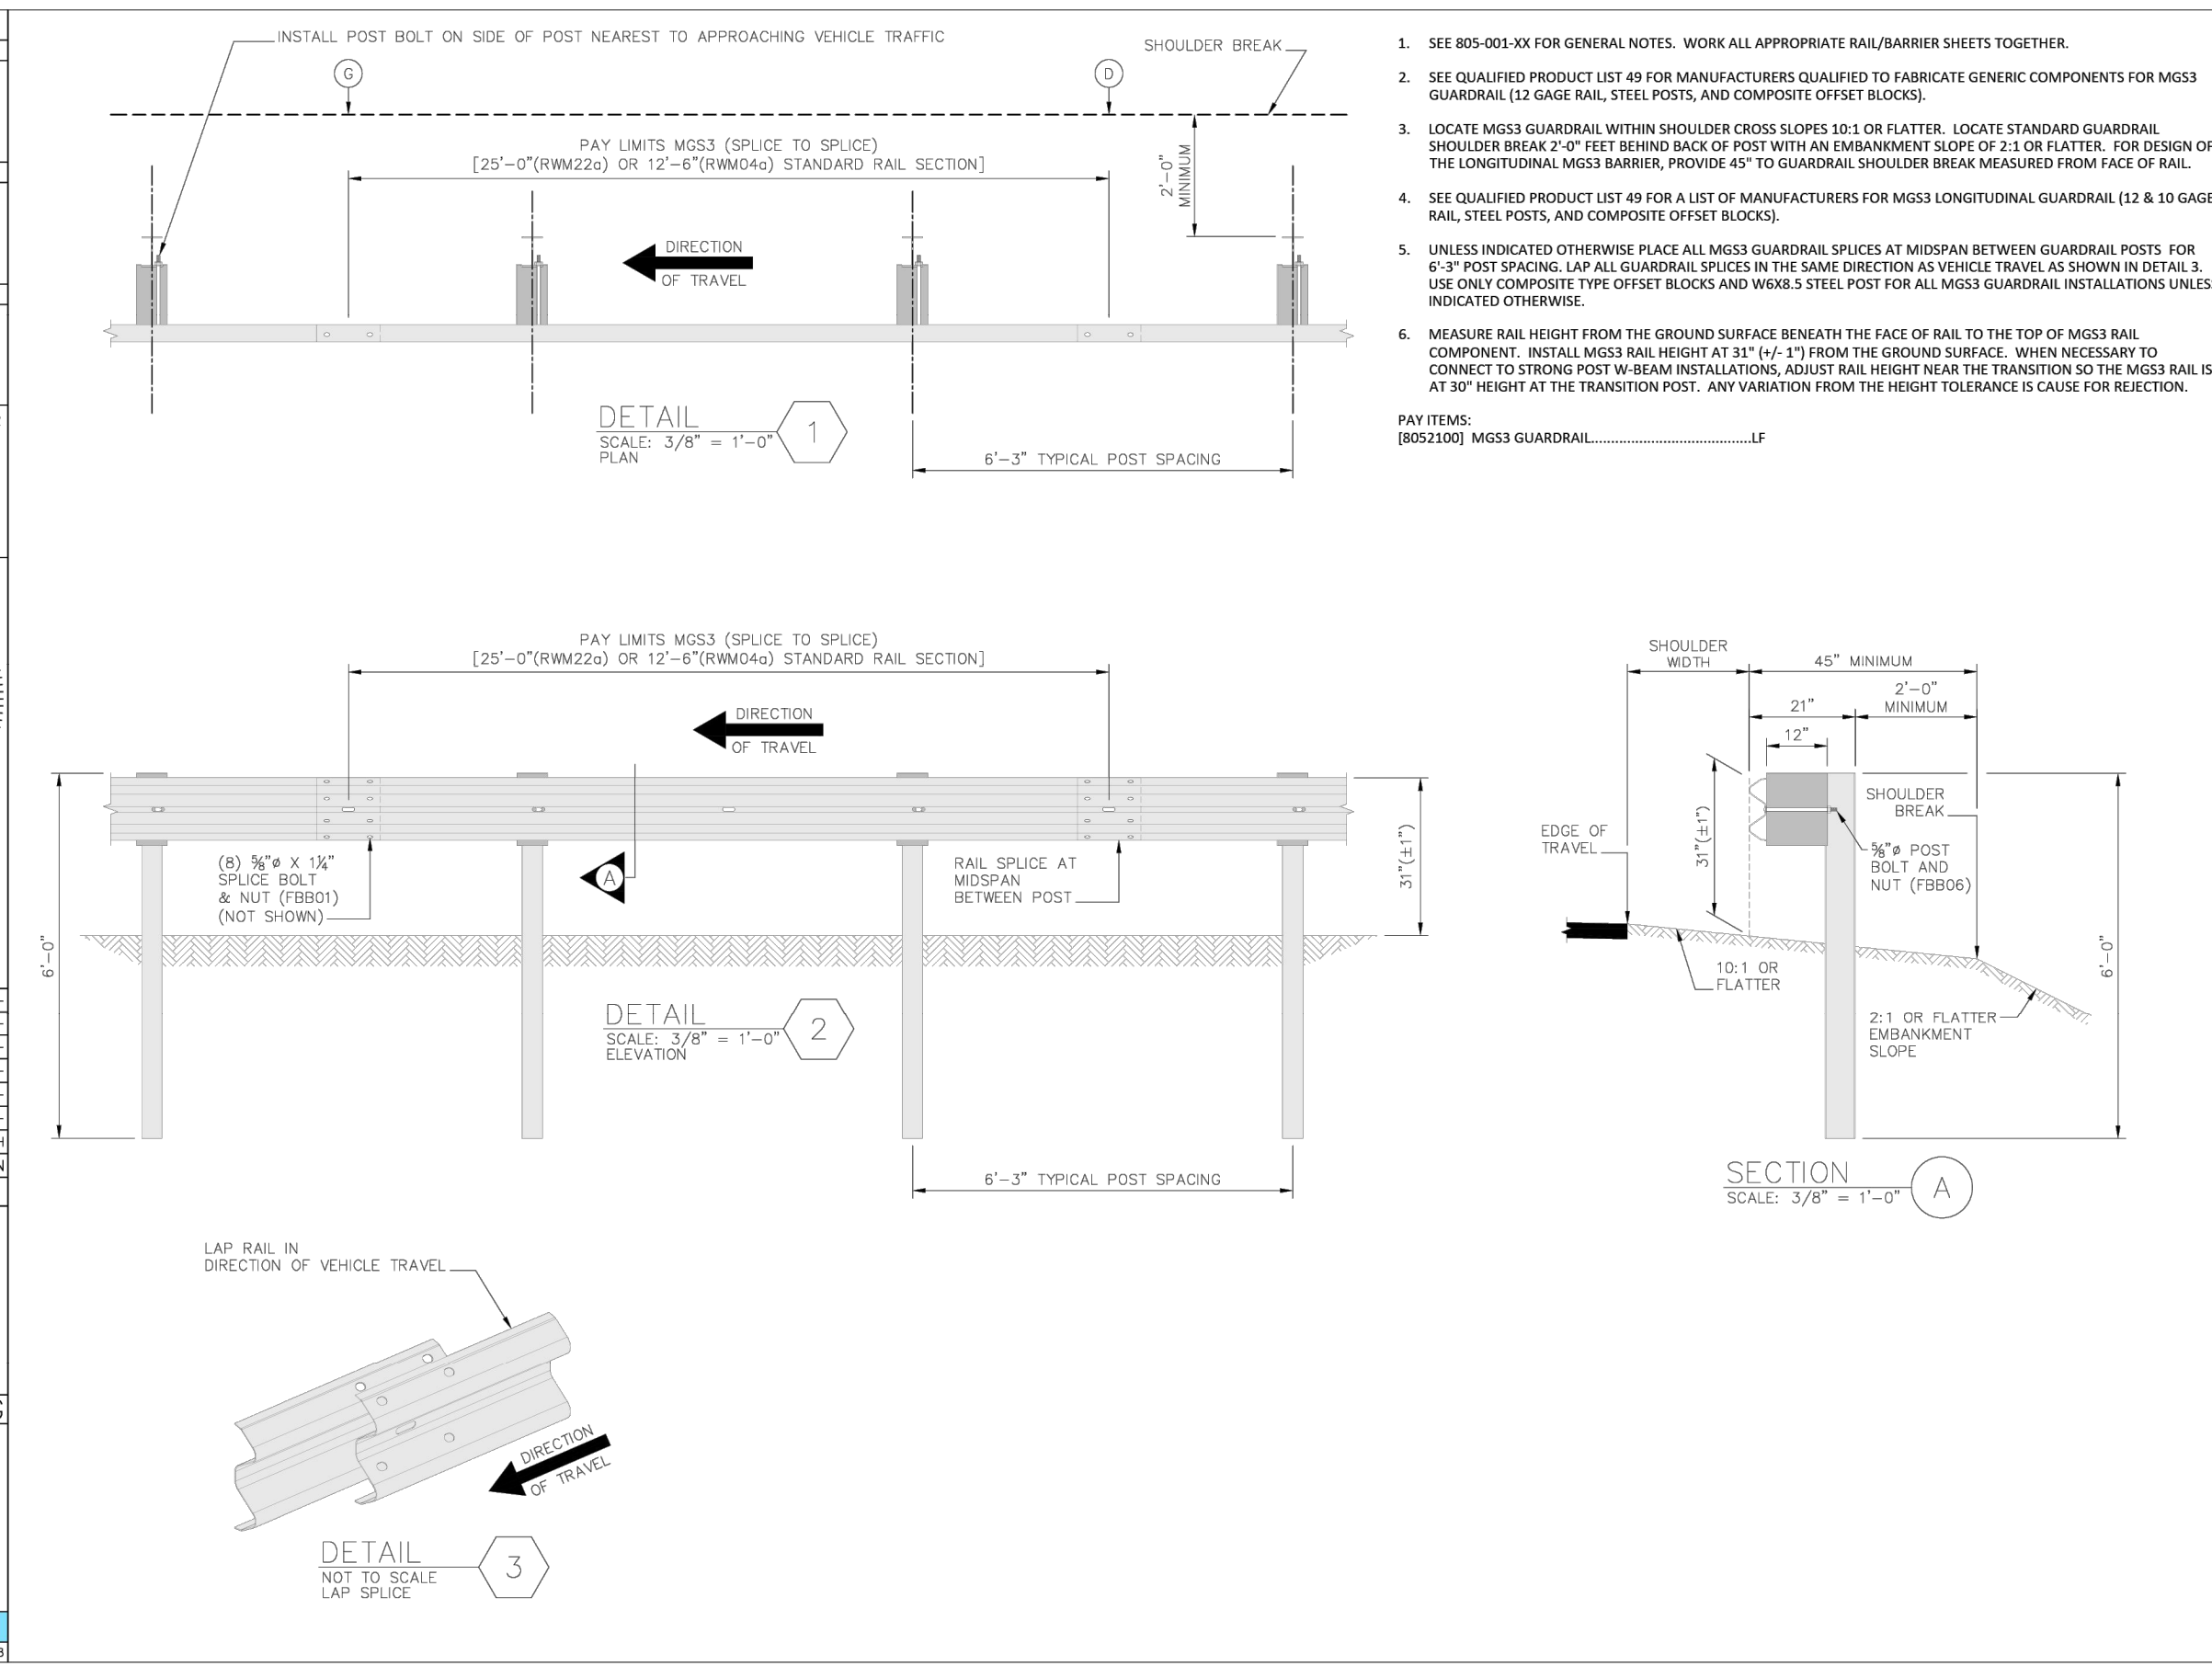 INSTALL POST BOLT ON SIDE OF POST NEAREST TO APPROACHING VEHICLE TRAFFIC
SHOULDER BREAK
G
D
PAY LIMITS MGS3 (SPLICE TO SPLICE)
[25'-0"(RWM22a) OR 12'-6"(RWM04a) STANDARD RAIL SECTION]
2'-0"
MINIMUM
DIRECTION
OF TRAVEL
DETAIL
1
SCALE: 3/8" = 1'-0"
PLAN
6'-3" TYPICAL POST SPACING
1. SEE 805-001-XX FOR GENERAL NOTES. WORK ALL APPROPRIATE RAIL/BARRIER SHEETS TOGETHER.
2. SEE QUALIFIED PRODUCT LIST 49 FOR MANUFACTURERS QUALIFIED TO FABRICATE GENERIC COMPONENTS FOR MGS3
GUARDRAIL (12 GAGE RAIL, STEEL POSTS, AND COMPOSITE OFFSET BLOCKS).
3. LOCATE MGS3 GUARDRAIL WITHIN SHOULDER CROSS SLOPES 10:1 OR FLATTER. LOCATE STANDARD GUARDRAIL
SHOULDER BREAK 2'-0" FEET BEHIND BACK OF POST WITH AN EMBANKMENT SLOPE OF 2:1 OR FLATTER. FOR DESIGN OF
THE LONGITUDINAL MGS3 BARRIER, PROVIDE 45" TO GUARDRAIL SHOULDER BREAK MEASURED FROM FACE OF RAIL.
4. SEE QUALIFIED PRODUCT LIST 49 FOR A LIST OF MANUFACTURERS FOR MGS3 LONGITUDINAL GUARDRAIL (12 & 10 GAGE
RAIL, STEEL POSTS, AND COMPOSITE OFFSET BLOCKS).
5. UNLESS INDICATED OTHERWISE PLACE ALL MGS3 GUARDRAIL SPLICES AT MIDSPAN BETWEEN GUARDRAIL POSTS FOR
6'-3" POST SPACING. LAP ALL GUARDRAIL SPLICES IN THE SAME DIRECTION AS VEHICLE TRAVEL AS SHOWN IN DETAIL 3.
USE ONLY COMPOSITE TYPE OFFSET BLOCKS AND W6X8.5 STEEL POST FOR ALL MGS3 GUARDRAIL INSTALLATIONS UNLESS
INDICATED OTHERWISE.
6. MEASURE RAIL HEIGHT FROM THE GROUND SURFACE BENEATH THE FACE OF RAIL TO THE TOP OF MGS3 RAIL
COMPONENT. INSTALL MGS3 RAIL HEIGHT AT 31" (+/- 1") FROM THE GROUND SURFACE. WHEN NECESSARY TO
CONNECT TO STRONG POST W-BEAM INSTALLATIONS, ADJUST RAIL HEIGHT NEAR THE TRANSITION SO THE MGS3 RAIL IS
AT 30" HEIGHT AT THE TRANSITION POST. ANY VARIATION FROM THE HEIGHT TOLERANCE IS CAUSE FOR REJECTION.
PAY ITEMS:
[8052100] MGS3 GUARDRAIL........................................LF
PAY LIMITS MGS3 (SPLICE TO SPLICE)
[25'-0"(RWM22a) OR 12'-6"(RWM04a) STANDARD RAIL SECTION]
DIRECTION
OF TRAVEL
(8) ⅝"ø X 1¼"
SPLICE BOLT
& NUT (FBB01)
(NOT SHOWN)
A
RAIL SPLICE AT
MIDSPAN
BETWEEN POST
31"(±1")
6'-0"
DETAIL
2
SCALE: 3/8" = 1'-0"
ELEVATION
6'-3" TYPICAL POST SPACING
SHOULDER
WIDTH
45" MINIMUM
2'-0"
MINIMUM
21"
12"
SHOULDER
BREAK
31"(±1")
EDGE OF
TRAVEL
⅝"ø POST
BOLT AND
NUT (FBB06)
10:1 OR
FLATTER
6'-0"
2:1 OR FLATTER
EMBANKMENT
SLOPE
SECTION
A
SCALE: 3/8" = 1'-0"
LAP RAIL IN
DIRECTION OF VEHICLE TRAVEL
DIRECTION
OF TRAVEL
DETAIL
3
NOT TO SCALE
LAP SPLICE